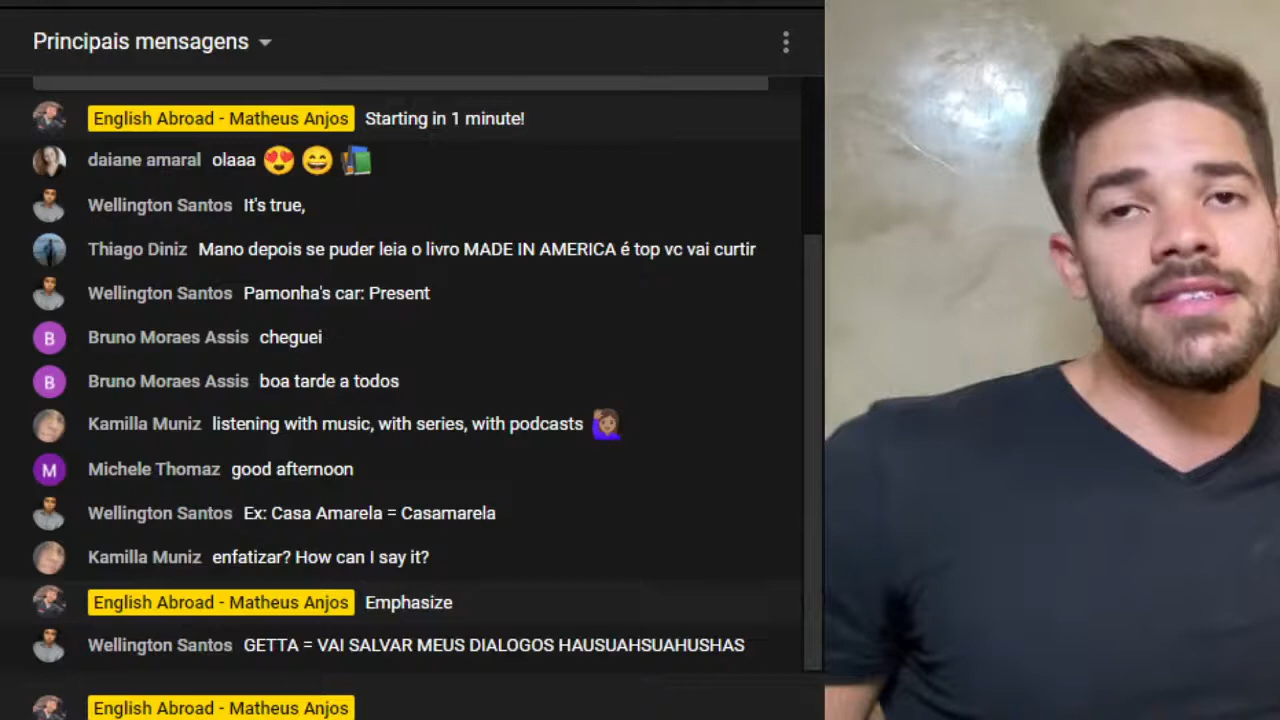 Principais mensagens
English Abroad - Matheus Anjos Starting in 1 minute!
daiane amaral olaaa 😍 😄 📚
Wellington Santos It's true,
Thiago Diniz Mano depois se puder leia o livro MADE IN AMERICA é top vc vai curtir
Wellington Santos Pamonha's car: Present
B Bruno Moraes Assis cheguei
B Bruno Moraes Assis boa tarde a todos
Kamilla Muniz listening with music, with series, with podcasts 🙋🏽‍♀️
M Michele Thomaz good afternoon
Wellington Santos Ex: Casa Amarela = Casamarela
Kamilla Muniz enfatizar? How can I say it?
English Abroad - Matheus Anjos Emphasize
Wellington Santos GETTA = VAI SALVAR MEUS DIALOGOS HAUSUAHSUAHUSHAS
English Abroad - Matheus Anjos